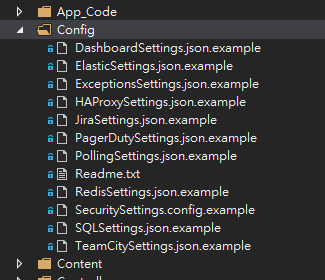 App_Code
Config
DashboardSettings.json.example
ElasticSettings.json.example
ExceptionsSettings.json.example
HAProxySettings.json.example
JiraSettings.json.example
PagerDutySettings.json.example
PollingSettings.json.example
Readme.txt
RedisSettings.json.example
SecuritySettings.config.example
SQLSettings.json.example
TeamCitySettings.json.example
Content